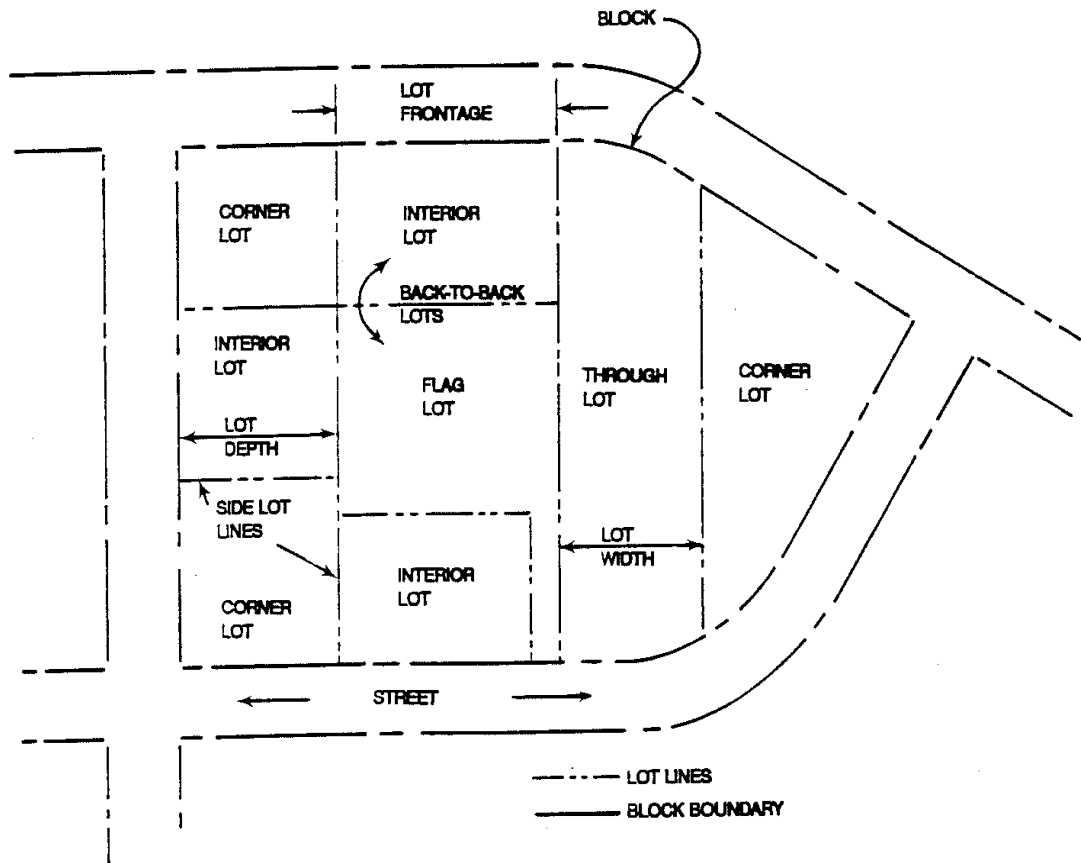 BLOCK
LOT
FRONTAGE
CORNER
LOT
INTERIOR
LOT
BACK-TO-BACK
LOTS
INTERIOR
LOT
FLAG
LOT
THROUGH
LOT
CORNER
LOT
LOT
DEPTH
SIDE LOT
LINES
LOT
WIDTH
INTERIOR
LOT
CORNER
LOT
STREET
LOT LINES
BLOCK BOUNDARY